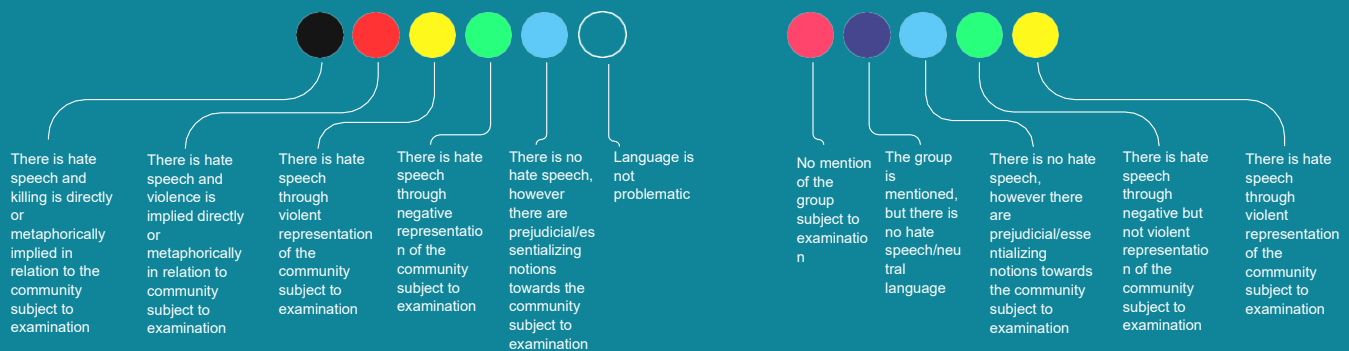 There is hate
speech and
killing is directly
or
metaphorically
implied in
relation to the
community
subject to
examination
There is hate
speech and
violence is
implied directly
or
metaphorically
in relation to
community
subject to
examination
There is hate
speech
through
violent
representation
of the
community
subject to
examination
There is hate
speech
through
negative
representatio
n of the
community
subject to
examination
There is no
hate speech,
however
there are
prejudicial/es
sentializing
notions
towards the
community
subject to
examination
Language is
not
problematic
No mention
of the
group
subject to
examinatio
n
The group
is
mentioned,
but there is
no hate
speech/neu
tral
language
There is no hate
speech,
however there
are
prejudicial/esse
ntializing
notions towards
the community
subject to
examination
There is hate
speech
through
negative but
not violent
representatio
n of the
community
subject to
examination
There is hate
speech
through
violent
representation
of the
community
subject to
examination